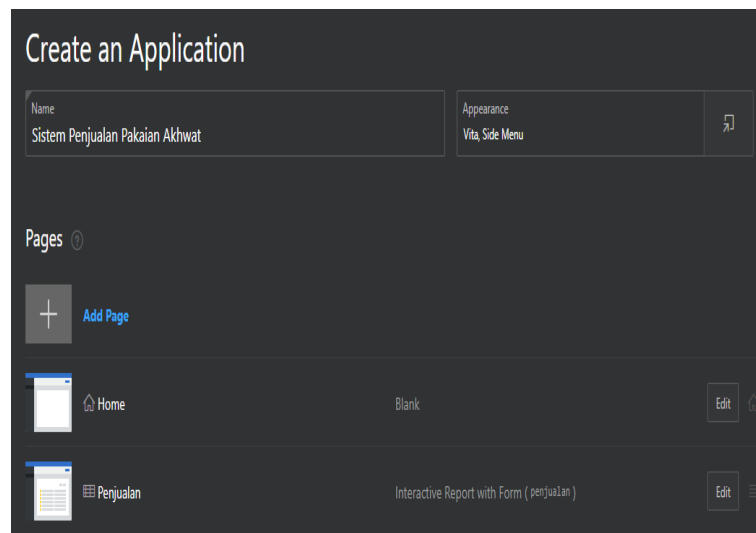 Create an Application
Name
Sistem Penjualan Pakaian Akhwat
Appearance
Vita, Side Menu
Pages ?
Add Page
Home
Blank
Edit
Penjualan
Interactive Report with Form ( penjualan )
Edit